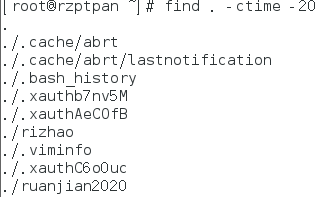 [root@rzptpan ~]# find . -ctime -20
.
./.cache/abrt
./.cache/abrt/lastnotification
./.bash_history
./.xauthb7nv5M
./.xauthAeC0fB
./rizhao
./.viminfo
./.xauthC6o0uc
./ruanjian2020